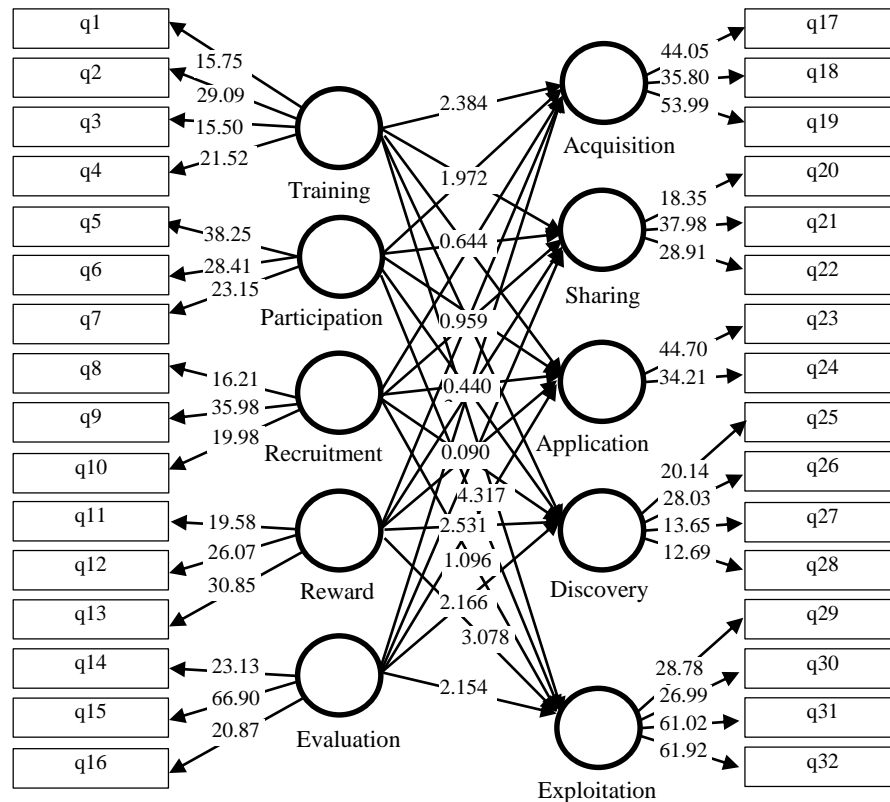 q1
q2
q3
q4
q5
q6
q7
q8
q9
q10
q11
q12
q13
q14
q15
q16
15.75
29.09
15.50
21.52
38.25
28.41
23.15
16.21
35.98
19.98
19.58
26.07
30.85
23.13
66.90
20.87
Training
Participation
Recruitment
Reward
Evaluation
2.384
1.972
0.644
0.959
0.440
0.090
4.317
2.531
1.096
2.166
3.078
2.154
Acquisition
Sharing
Application
Discovery
Exploitation
44.05
35.80
53.99
18.35
37.98
28.91
44.70
34.21
20.14
28.03
13.65
12.69
28.78
26.99
61.02
61.92
q17
q18
q19
q20
q21
q22
q23
q24
q25
q26
q27
q28
q29
q30
q31
q32